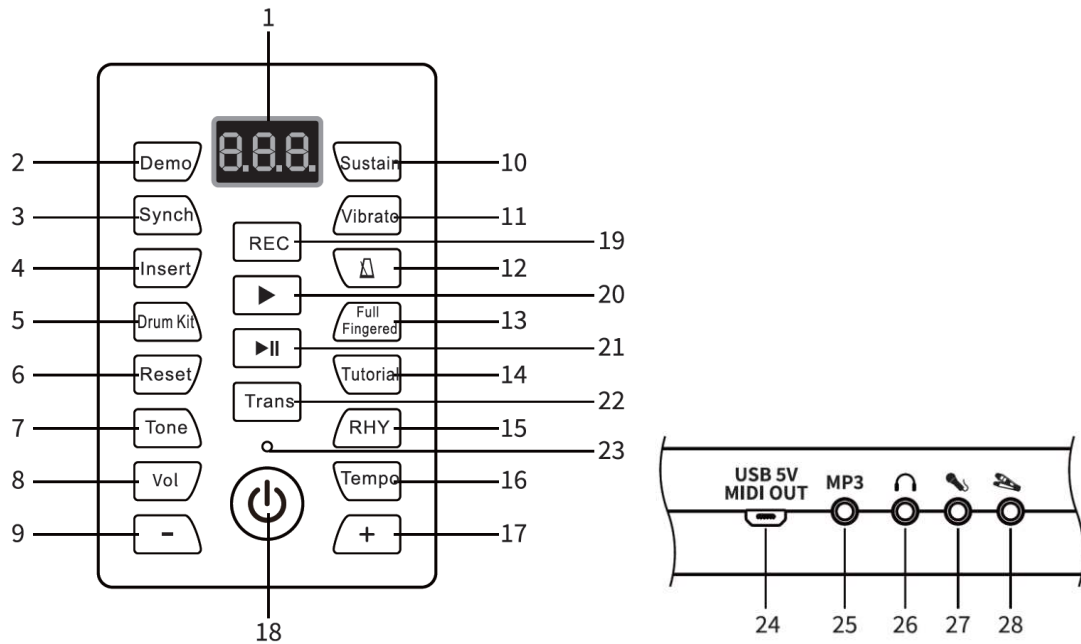 1
8.8.8.
2 Demo Sustain 10
3 Synch Vibrato 11
REC 19
4 Insert 12
20
5 Drum Kit Full Fingered 13
21
6 Reset Tutorial 14
Trans 22
7 Tone RHY 15
23
8 Vol Tempo 16
9 - + 17
18
USB 5V
MIDI OUT MP3
24 25 26 27 28